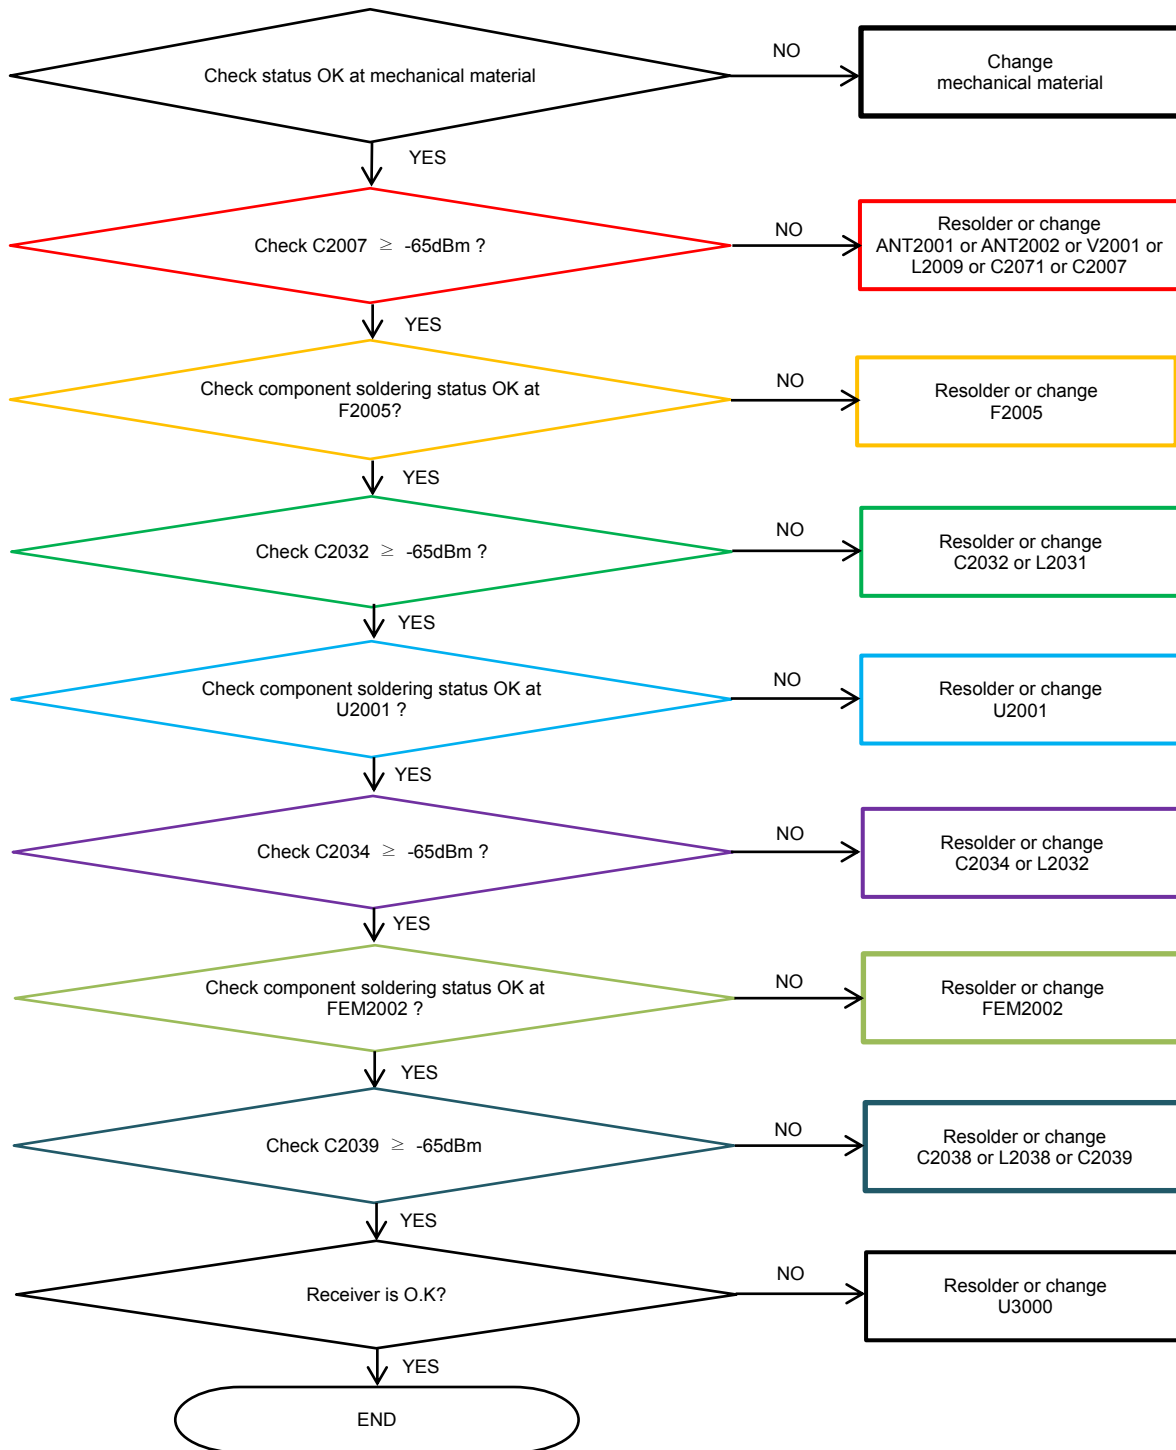 Check status OK at mechanical material
NO
Change
mechanical material
YES
Check C2007 ≥ -65dBm ?
NO
Resolder or change
ANT2001 or ANT2002 or V2001 or
L2009 or C2071 or C2007
YES
Check component soldering status OK at
F2005?
NO
Resolder or change
F2005
YES
Check C2032 ≥ -65dBm ?
NO
Resolder or change
C2032 or L2031
YES
Check component soldering status OK at
U2001 ?
NO
Resolder or change
U2001
YES
Check C2034 ≥ -65dBm ?
NO
Resolder or change
C2034 or L2032
YES
Check component soldering status OK at
FEM2002 ?
NO
Resolder or change
FEM2002
YES
Check C2039 ≥ -65dBm
NO
Resolder or change
C2038 or L2038 or C2039
YES
Receiver is O.K?
NO
Resolder or change
U3000
YES
END